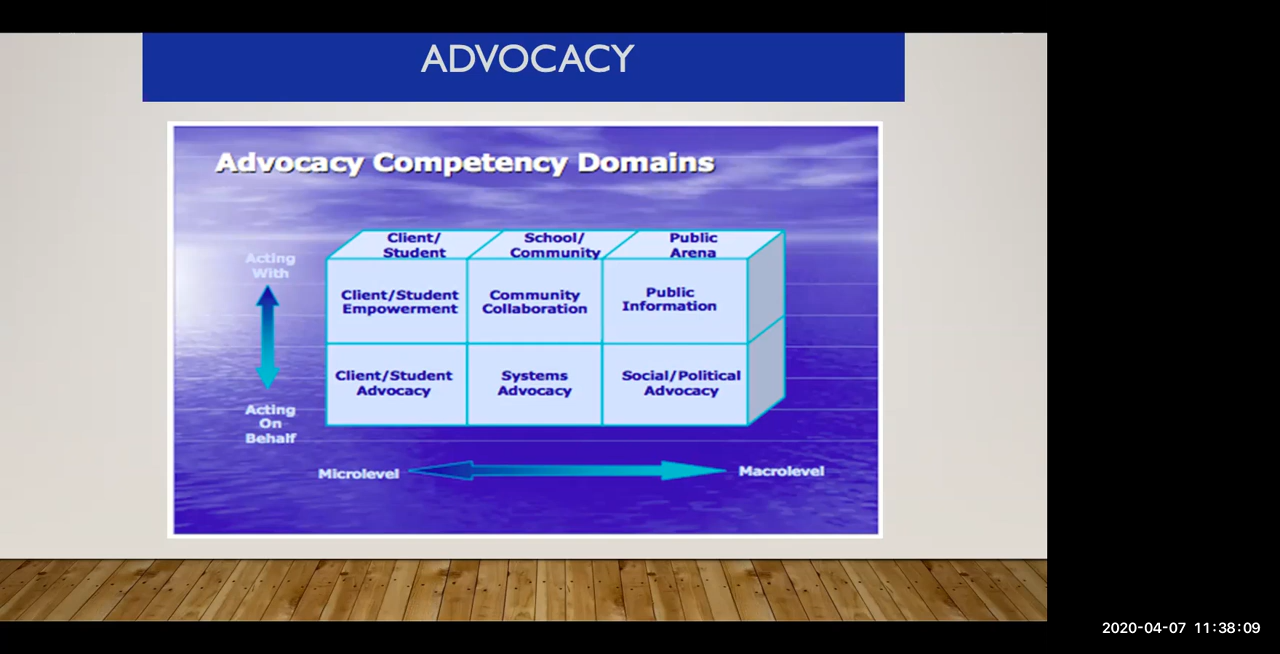 ADVOCACY
Advocacy Competency Domains
Client/
Student
School/
Community
Public
Arena
Acting
With
Client/Student
Empowerment
Community
Collaboration
Public
Information
Client/Student
Advocacy
Systems
Advocacy
Social/Political
Advocacy
Acting
On
Behalf
Microlevel
Macrolevel
2020-04-07 11:38:09